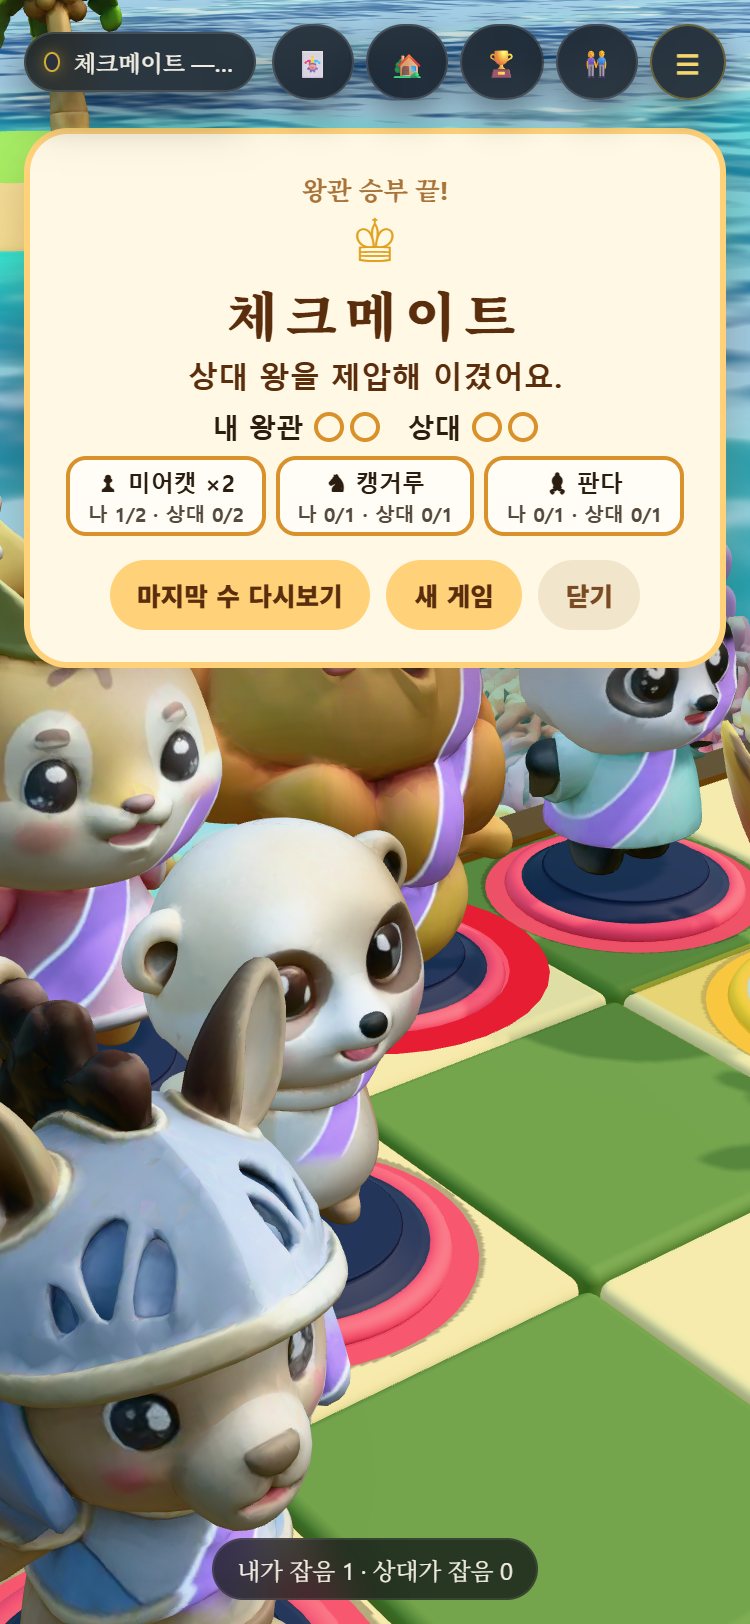 체크메이트 —...
왕관 승부 끝!
체크메이트
상대 왕을 제압해 이겼어요.
내 왕관 상대
미어캣 ×2
나 1/2 · 상대 0/2
캥거루
나 0/1 · 상대 0/1
판다
나 0/1 · 상대 0/1
마지막 수 다시보기
새 게임
닫기
내가 잡음 1 · 상대가 잡음 0